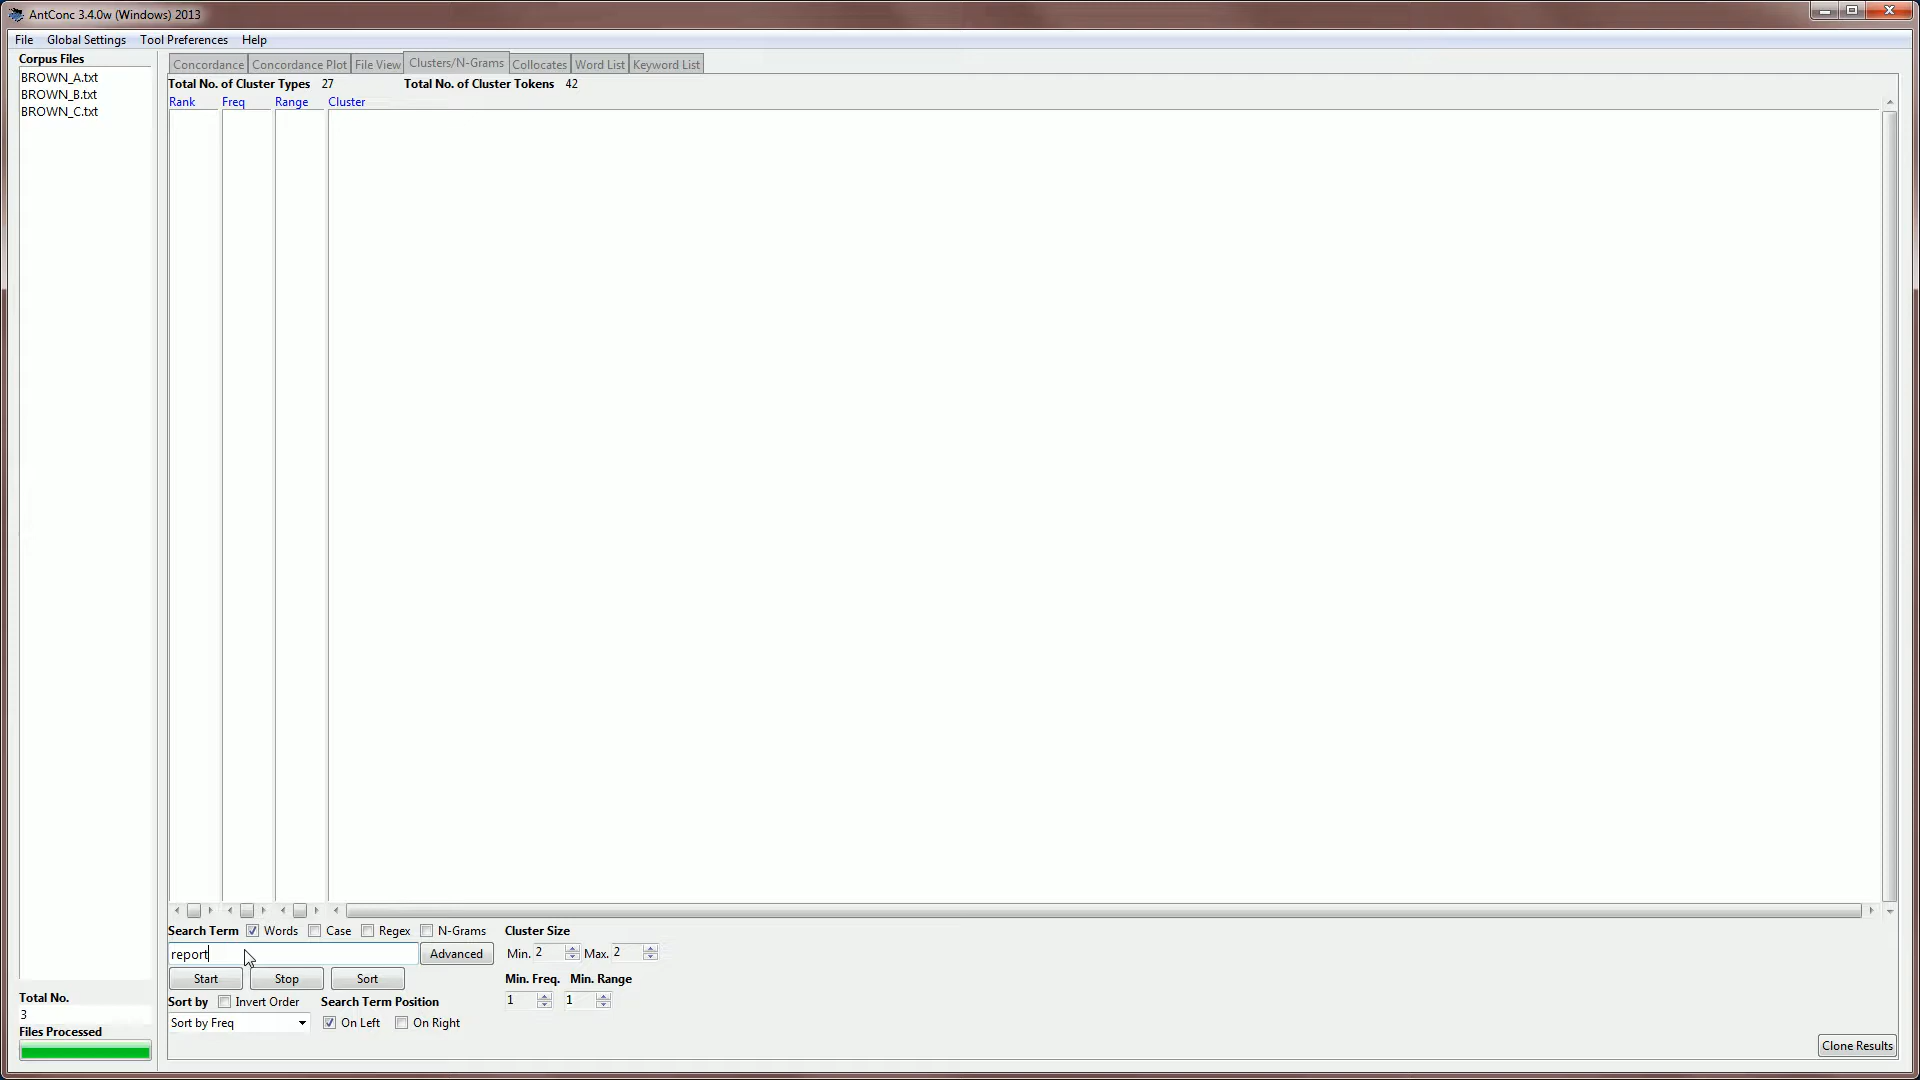 AntConc 3.4.0w (Windows) 2013
File Global Settings Tool Preferences Help
Corpus Files
BROWN_A.txt
BROWN_B.txt
BROWN_C.txt
Concordance Concordance Plot File View Clusters/N-Grams Collocates Word List Keyword List
Total No. of Cluster Types 27 Total No. of Cluster Tokens 42
Rank Freq Range Cluster
Search Term Words Case Regex N-Grams Cluster Size
report Advanced Min. 2 Max. 2
Start Stop Sort Min. Freq. Min. Range
Total No.
3
Sort by Invert Order Search Term Position 1 1
Files Processed
Sort by Freq On Left On Right
Clone Results